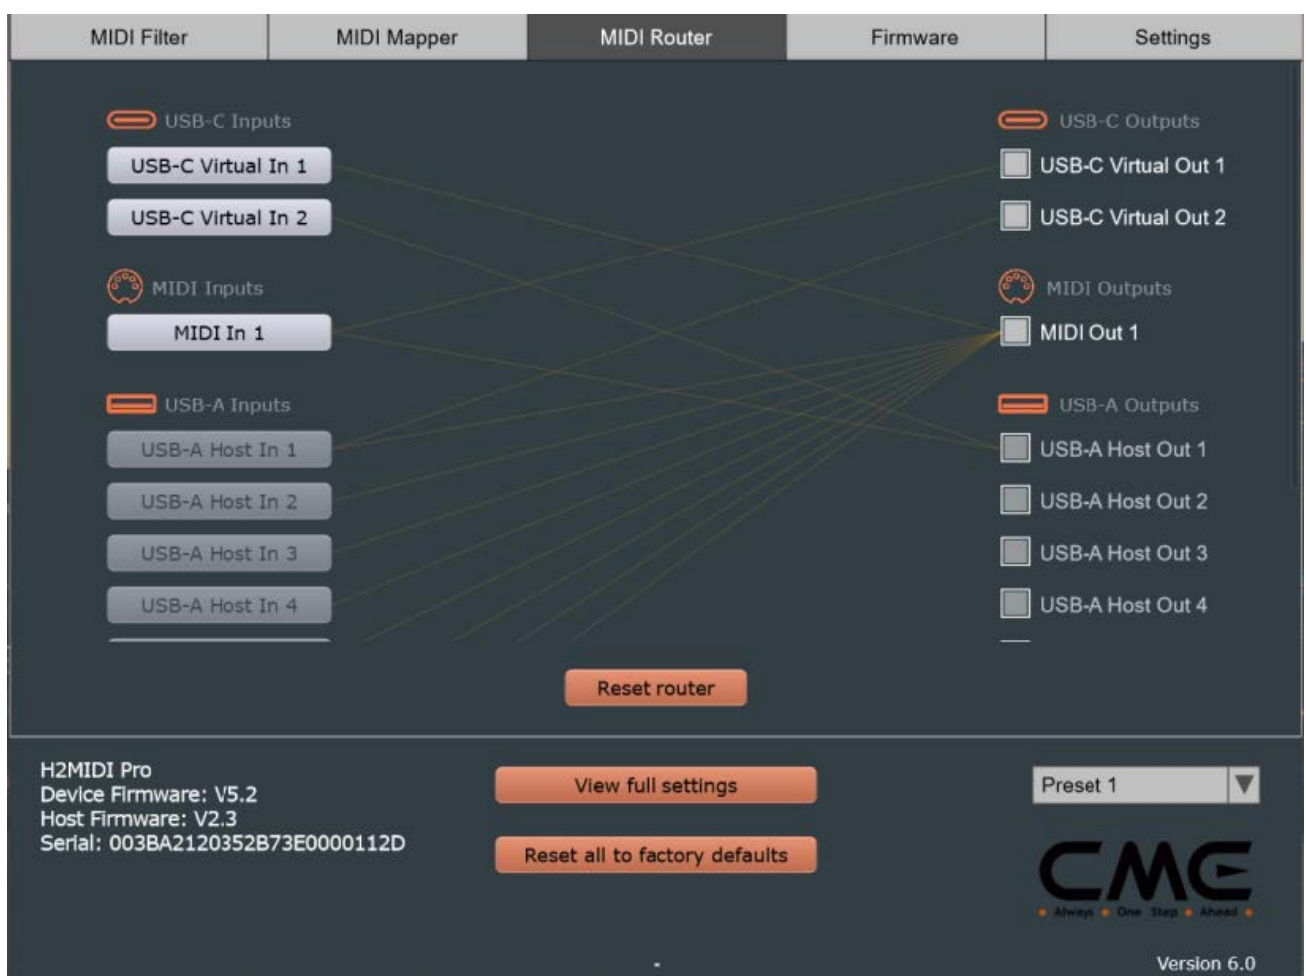 MIDI Filter MIDI Mapper MIDI Router Firmware Settings
USB-C Inputs USB-C Outputs
USB-C Virtual In 1 USB-C Virtual Out 1
USB-C Virtual In 2 USB-C Virtual Out 2
MIDI Inputs MIDI Outputs
MIDI In 1 MIDI Out 1
USB-A Inputs USB-A Outputs
USB-A Host In 1 USB-A Host Out 1
USB-A Host In 2 USB-A Host Out 2
USB-A Host In 3 USB-A Host Out 3
USB-A Host In 4 USB-A Host Out 4
Reset router
H2MIDI Pro
Device Firmware: V5.2
Host Firmware: V2.3
Serial: 003BA2120352B73E0000112D
View full settings
Reset all to factory defaults
Preset 1
CME
Always One Step Ahead
-
Version 6.0